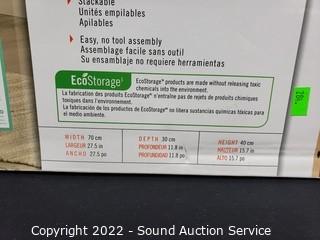 Stackable
Unités empilables
Apilables
Easy, no tool assembly
Assemblage facile sans outil
Su ensamblaje no requiere herramientas
EcoStorage™ products are made without releasing toxic
EcoStorage
chemicals into the environment.
La fabrication des produits EcoStorage™ n'entraîne pas de rejets de produits chimiques
toxiques dans l'environnement.
La fabricación de los productos de EcoStorage™ no libera sustancias químicas tóxicas para
el medio ambiente.
WIDTH 70 cm
LARGEUR 27.5 in
ANCHO 27.5 po
DEPTH 30 cm
PROFONDEUR 11.8 in
PROFUNDIDAD 11.8 po
HEIGHT 40 cm
HAUTEUR 15.7 in
ALTO 15.7 po
Copyright 2022 - Sound Auction Service